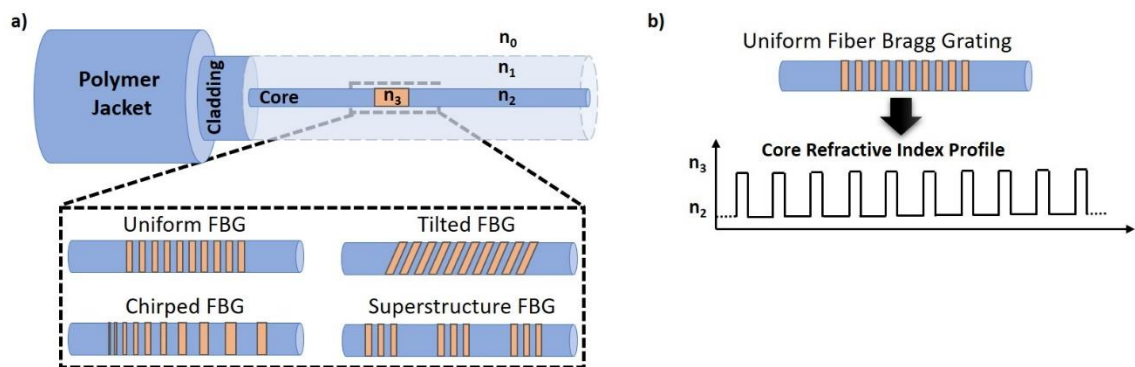 a)
Polymer
Jacket
Cladding
Core
n₀
n₁
n₂
n₃
Uniform FBG
Tilted FBG
Chirped FBG
Superstructure FBG
b)
Uniform Fiber Bragg Grating
Core Refractive Index Profile
n₃
n₂